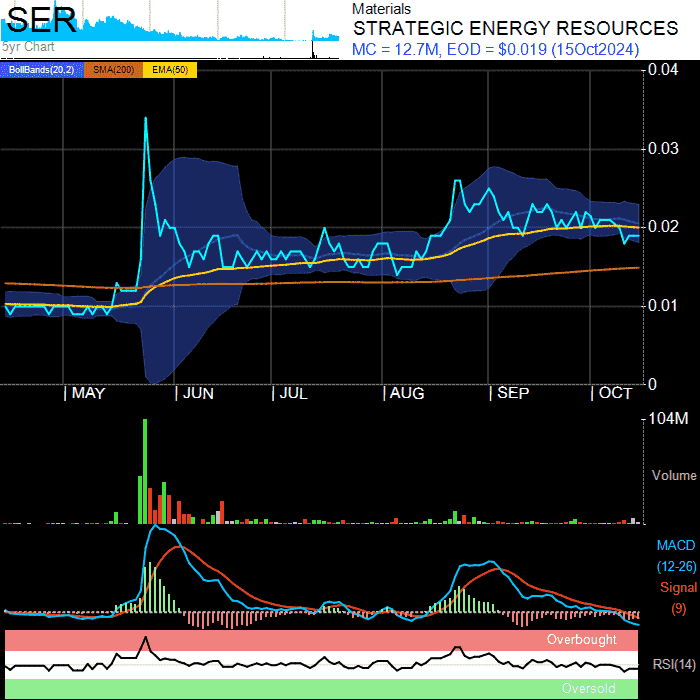 SER
5yr Chart
Materials
STRATEGIC ENERGY RESOURCES
MC = 12.7M, EOD = $0.019 (15Oct2024)
BollBands(20,2) SMA(200) EMA(50)
0.04
0.03
0.02
0.01
0
| MAY | JUN | JUL | AUG | SEP | OCT
104M
Volume
MACD
(12-26)
Signal
(9)
Overbought
RSI(14)
Oversold